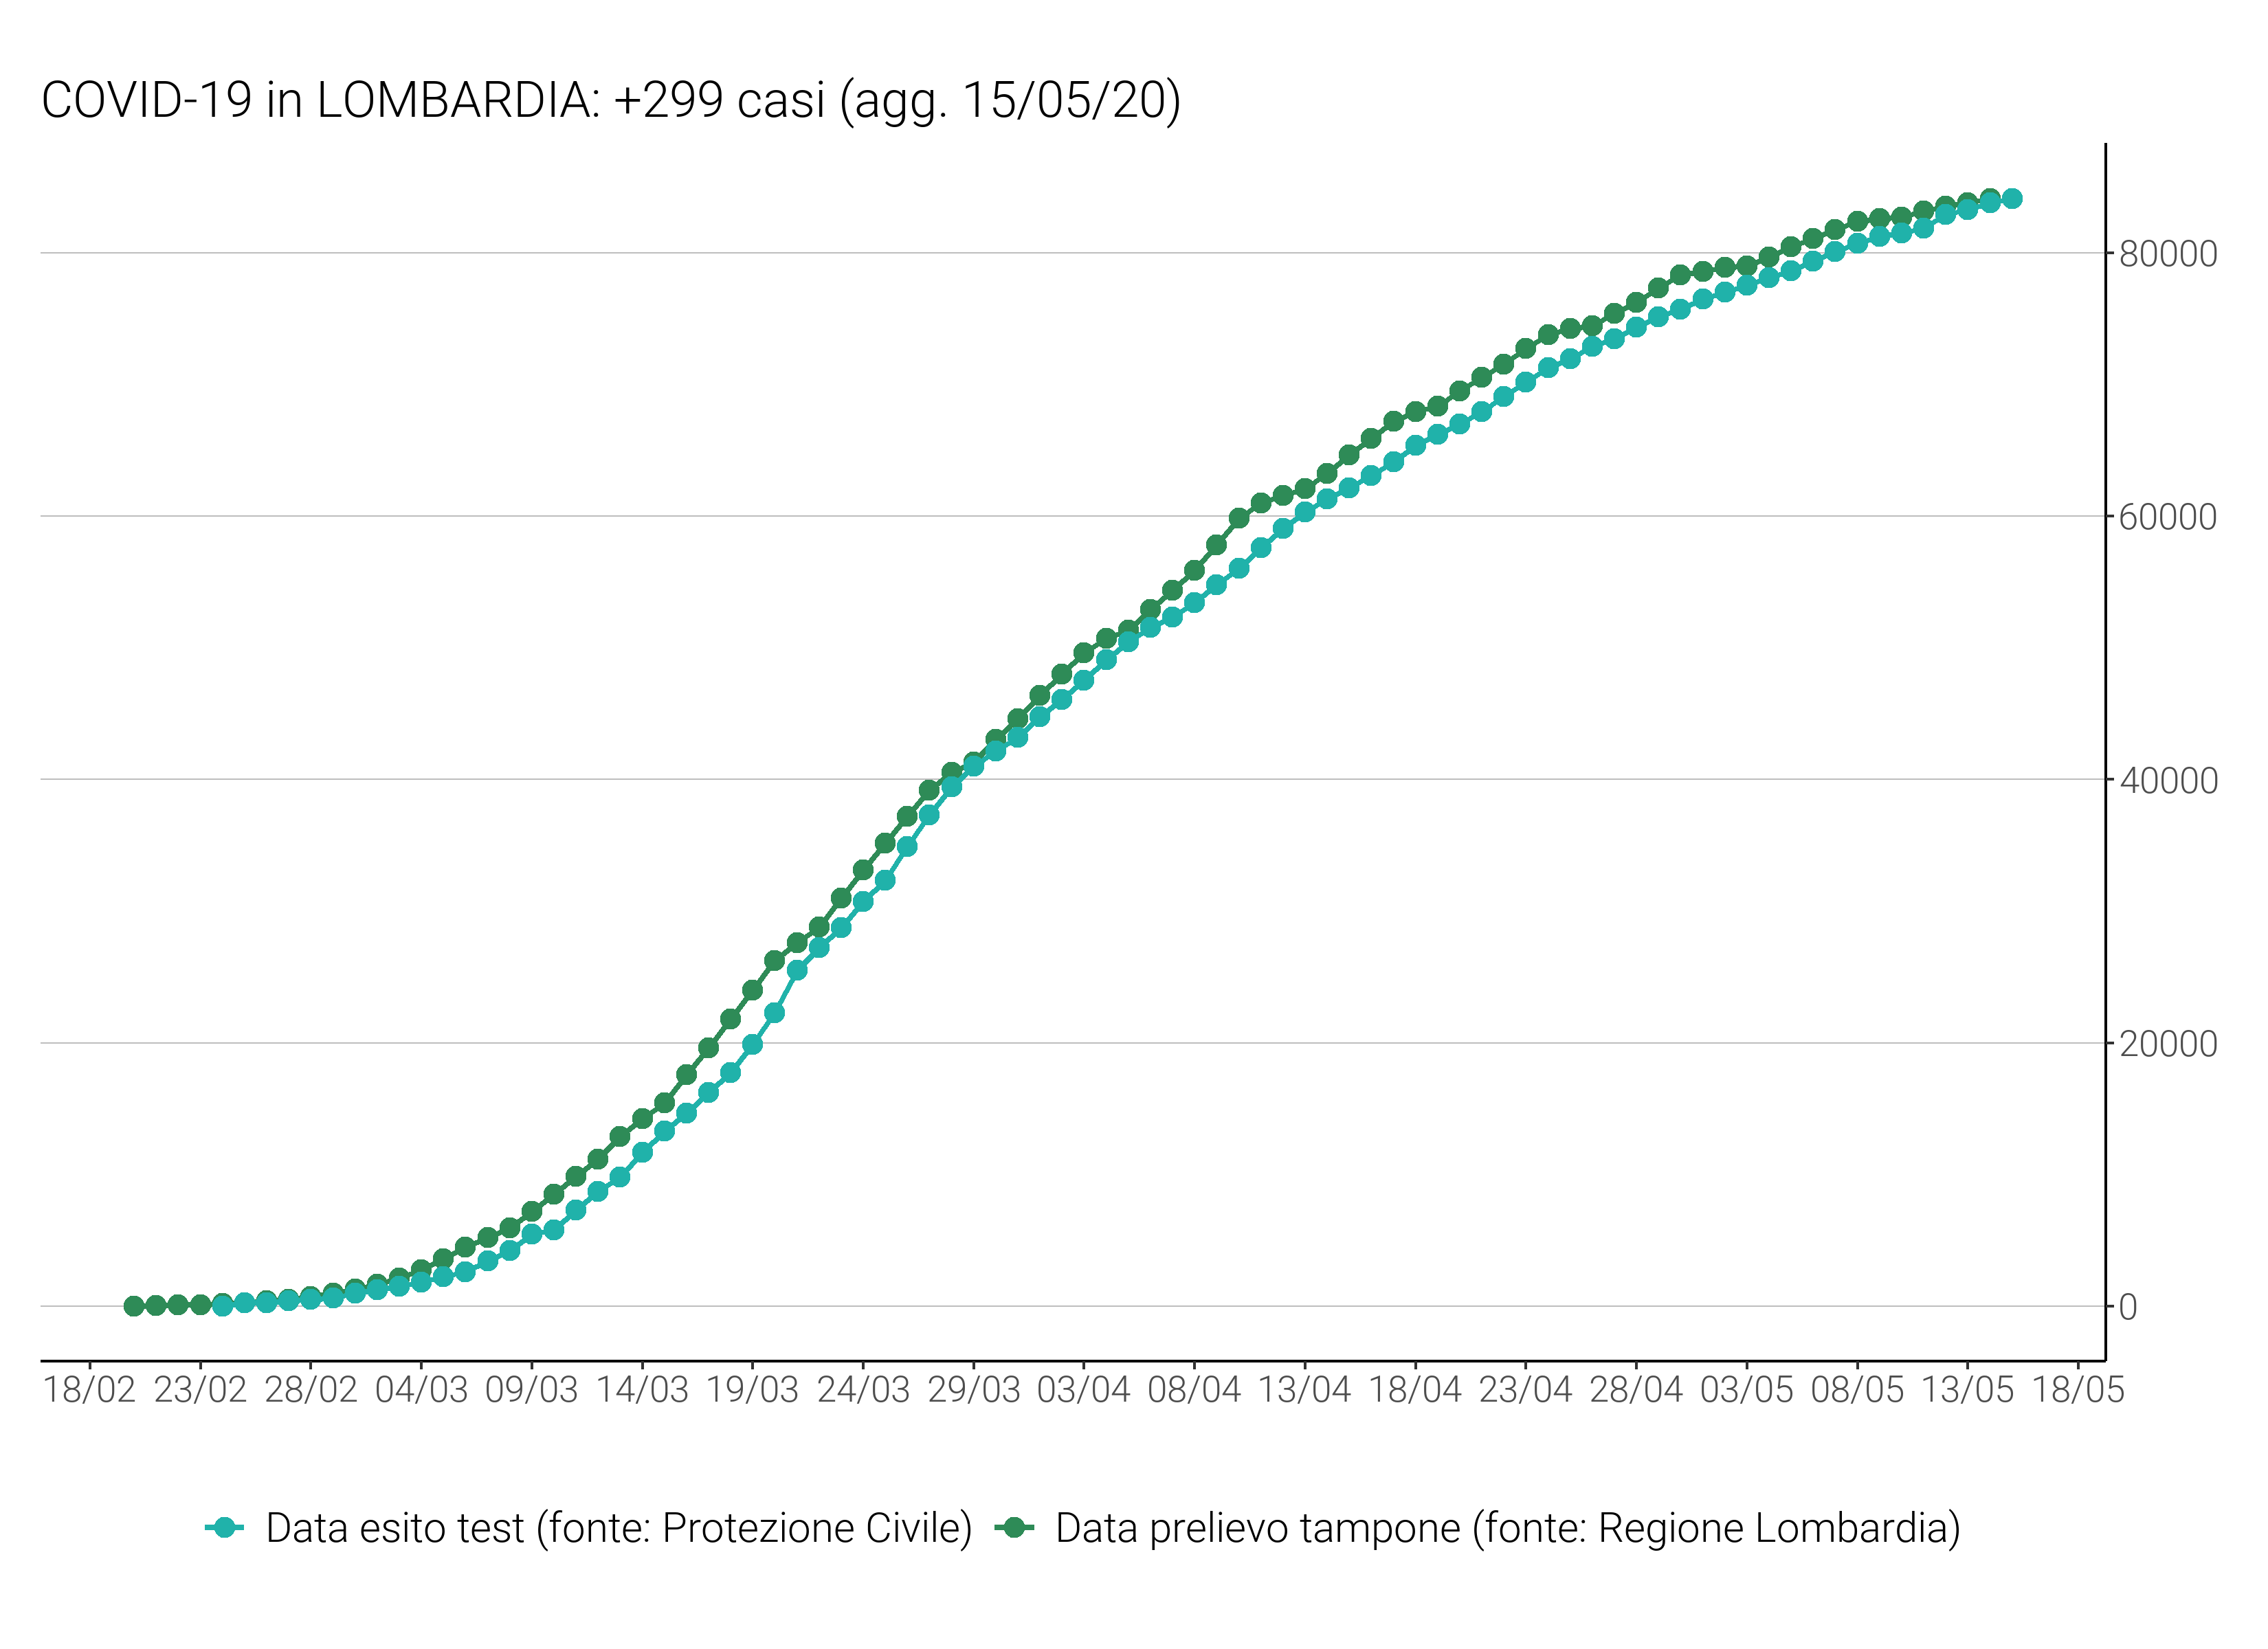 COVID-19 in LOMBARDIA: +299 casi (agg. 15/05/20)
80000
60000
40000
20000
0
18/02 23/02 28/02 04/03 09/03 14/03 19/03 24/03 29/03 03/04 08/04 13/04 18/04 23/04 28/04 03/05 08/05 13/05 18/05
Data esito test (fonte: Protezione Civile) Data prelievo tampone (fonte: Regione Lombardia)